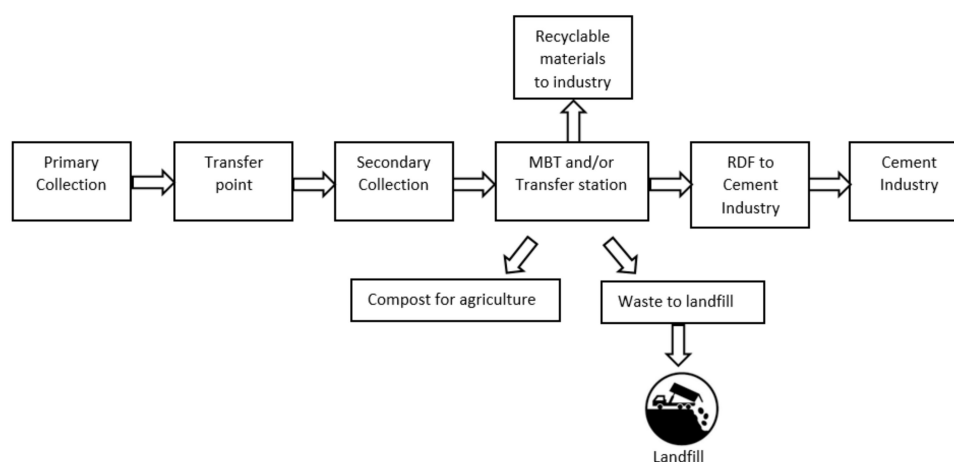 Recyclable
materials
to industry
Primary
Collection
Transfer
point
Secondary
Collection
MBT and/or
Transfer station
RDF to
Cement
Industry
Cement
Industry
Compost for agriculture
Waste to landfill
Landfill